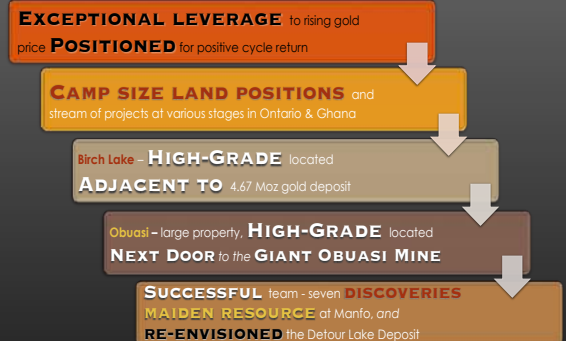 EXCEPTIONAL LEVERAGE to rising gold
price POSITIONED for positive cycle return
CAMP SIZE LAND POSITIONS and
stream of projects at various stages in Ontario & Ghana
Birch Lake – HIGH-GRADE located
ADJACENT TO 4.67 Moz gold deposit
Obuasi – large property, HIGH-GRADE located
NEXT DOOR to the GIANT OBUASI MINE
SUCCESSFUL team - seven DISCOVERIES
MAIDEN RESOURCE at Manfo, and
RE-ENVISIONED the Detour Lake Deposit